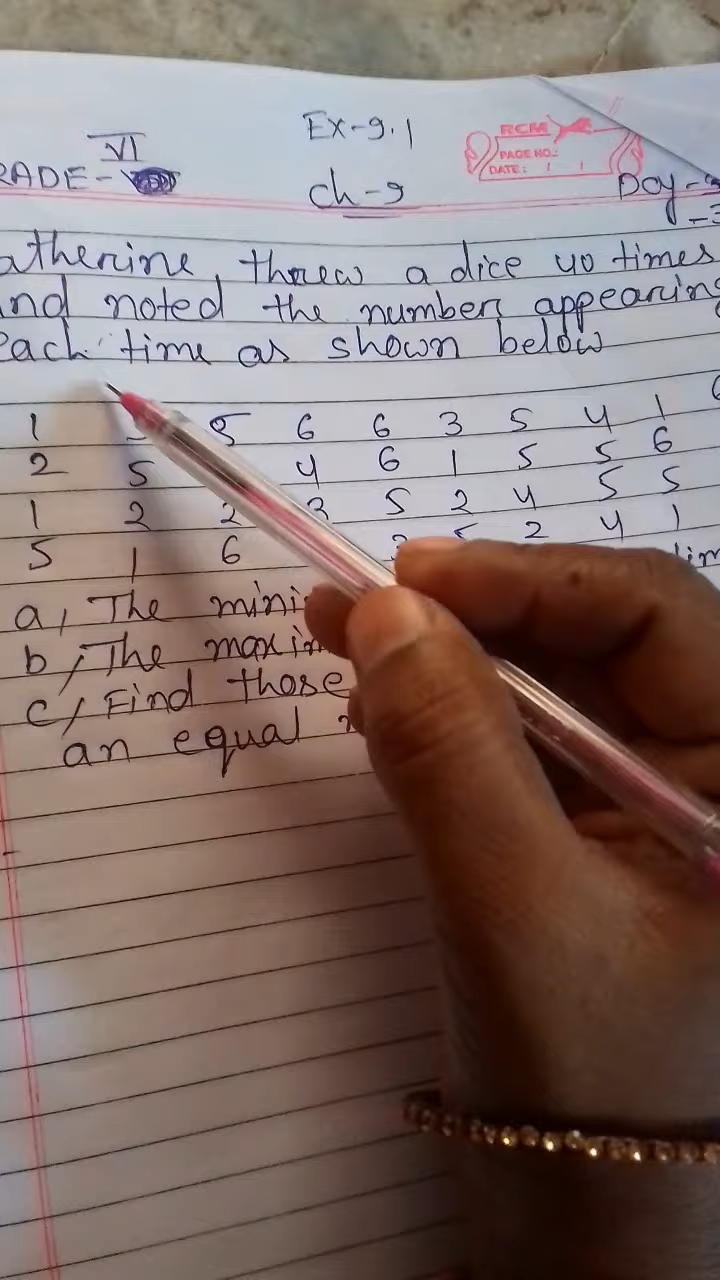 Ex-9.1
VI
RADE-
RCM
PAGE NO.:
DATE: / /
Ch-9
Day-
atherine, threw a dice 40 times
and noted the number appearing
each time as shown below
1 5 6 6 3 5 4 1
2 5 4 6 1 5 5 6
1 2 2 3 5 2 4 5 5
5 1 6 2 4 1
a, The mini
b, The maxim
c, Find those
an equal